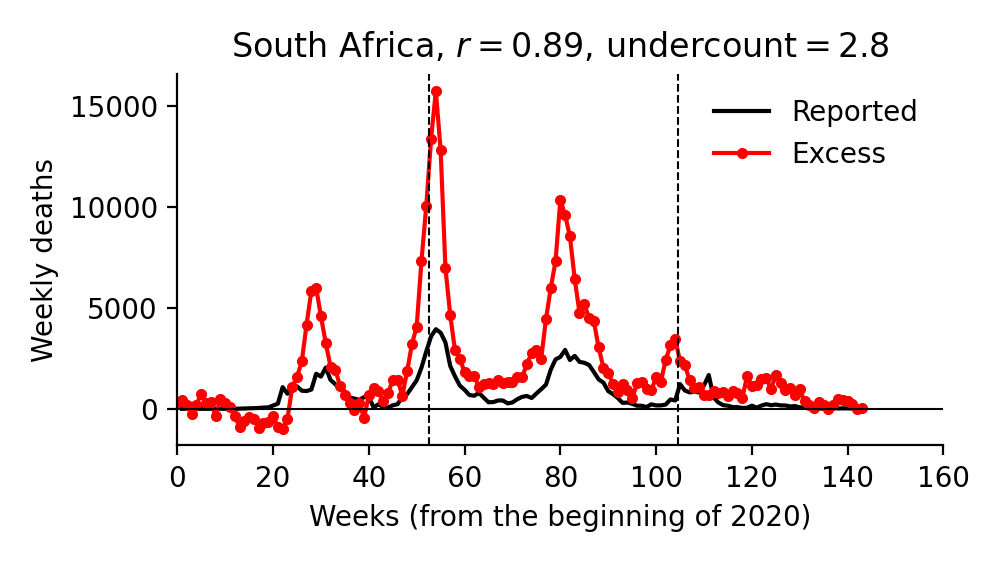 South Africa, r = 0.89, undercount = 2.8
Weekly deaths
15000
10000
5000
0
Reported
Excess
0 20 40 60 80 100 120 140 160
Weeks (from the beginning of 2020)